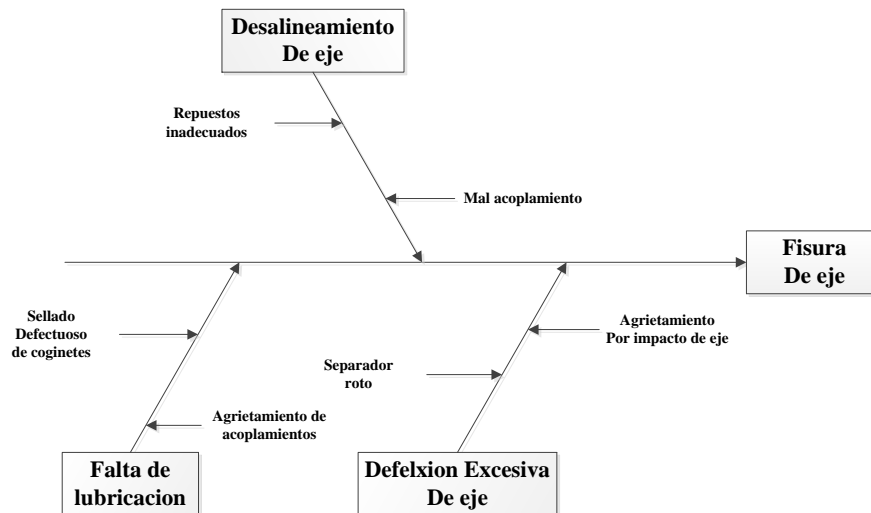 Desalineamiento
De eje
Repuestos
inadecuados
Mal acoplamiento
Fisura
De eje
Sellado
Defectuoso
de coginetes
Agrietamiento
Por impacto de eje
Separador
roto
Agrietamiento de
acoplamientos
Falta de
lubricacion
Defelxion Excesiva
De eje